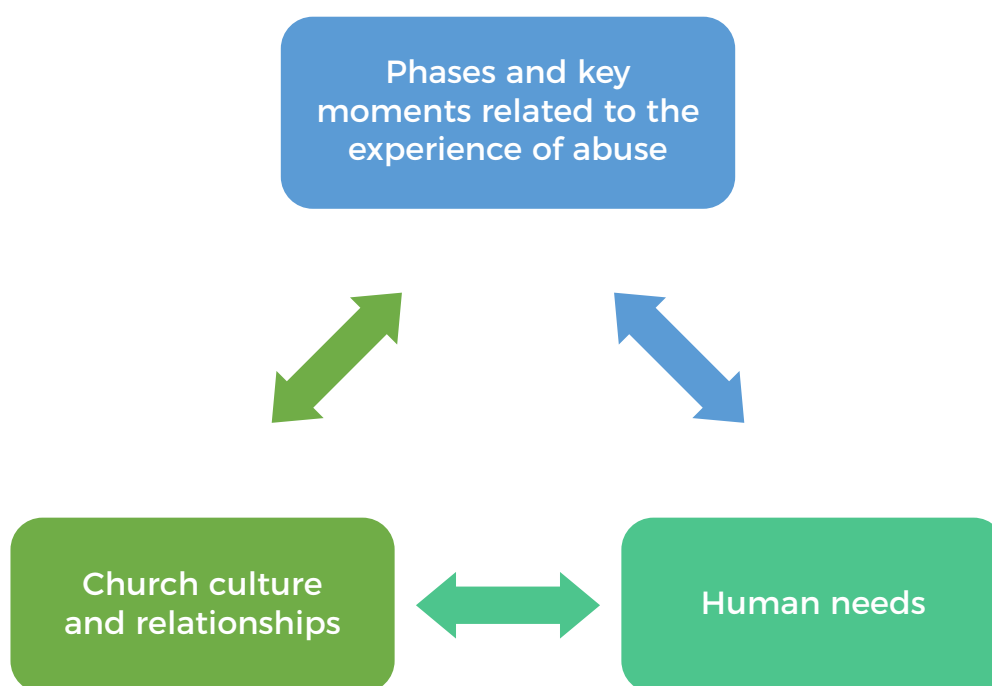 Phases and key
moments related to the
experience of abuse
Church culture
and relationships
Human needs